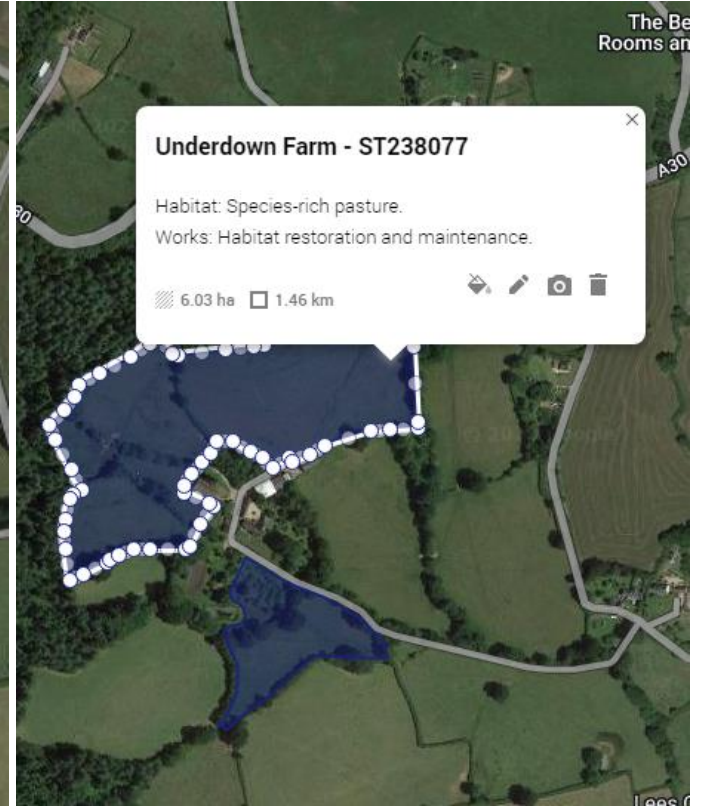 The Be
Rooms an
A30
30
Underdown Farm - ST238077
Habitat: Species-rich pasture.
Works: Habitat restoration and maintenance.
6.03 ha 1.46 km
Lees